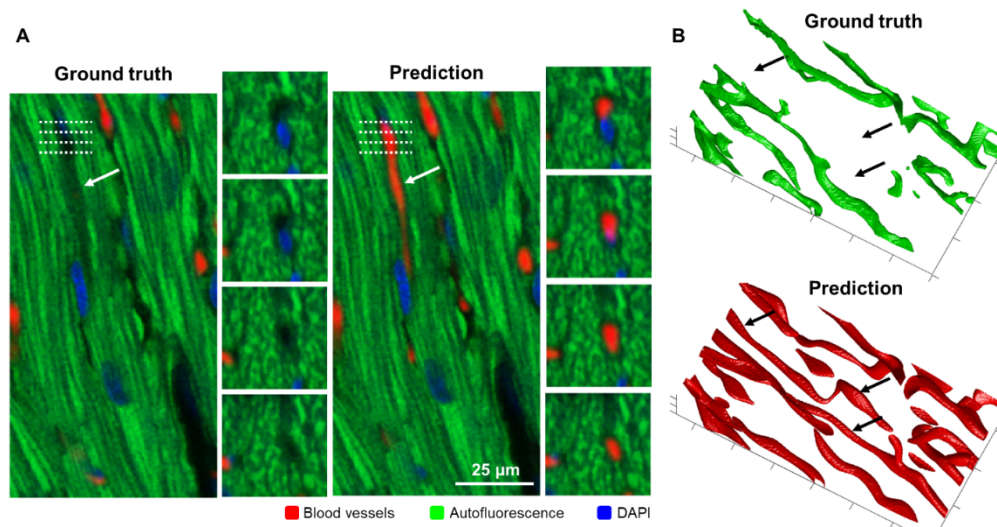 A
Ground truth
Prediction
25 µm
Blood vessels
Autofluorescence
DAPI
B
Ground truth
Prediction